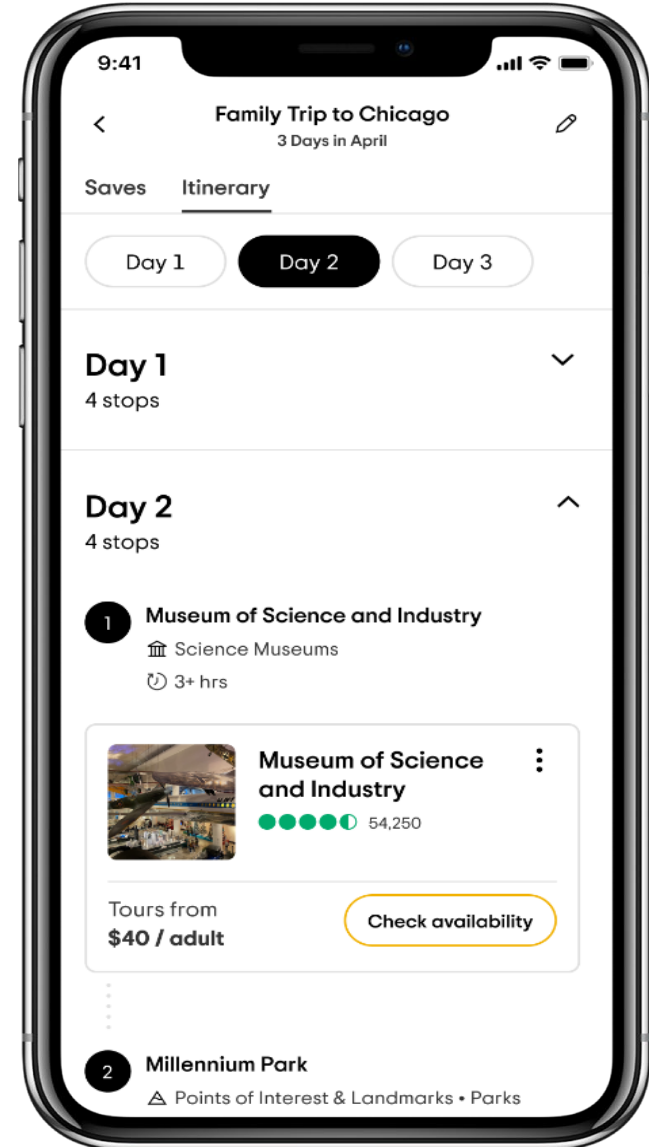 9:41
Family Trip to Chicago
3 Days in April
Saves Itinerary
Day 1 Day 2 Day 3
Day 1
4 stops
Day 2
4 stops
1 Museum of Science and Industry
Science Museums
3+ hrs
Museum of Science
and Industry
54,250
Tours from
$40 / adult
Check availability
2 Millennium Park
Points of Interest & Landmarks • Parks